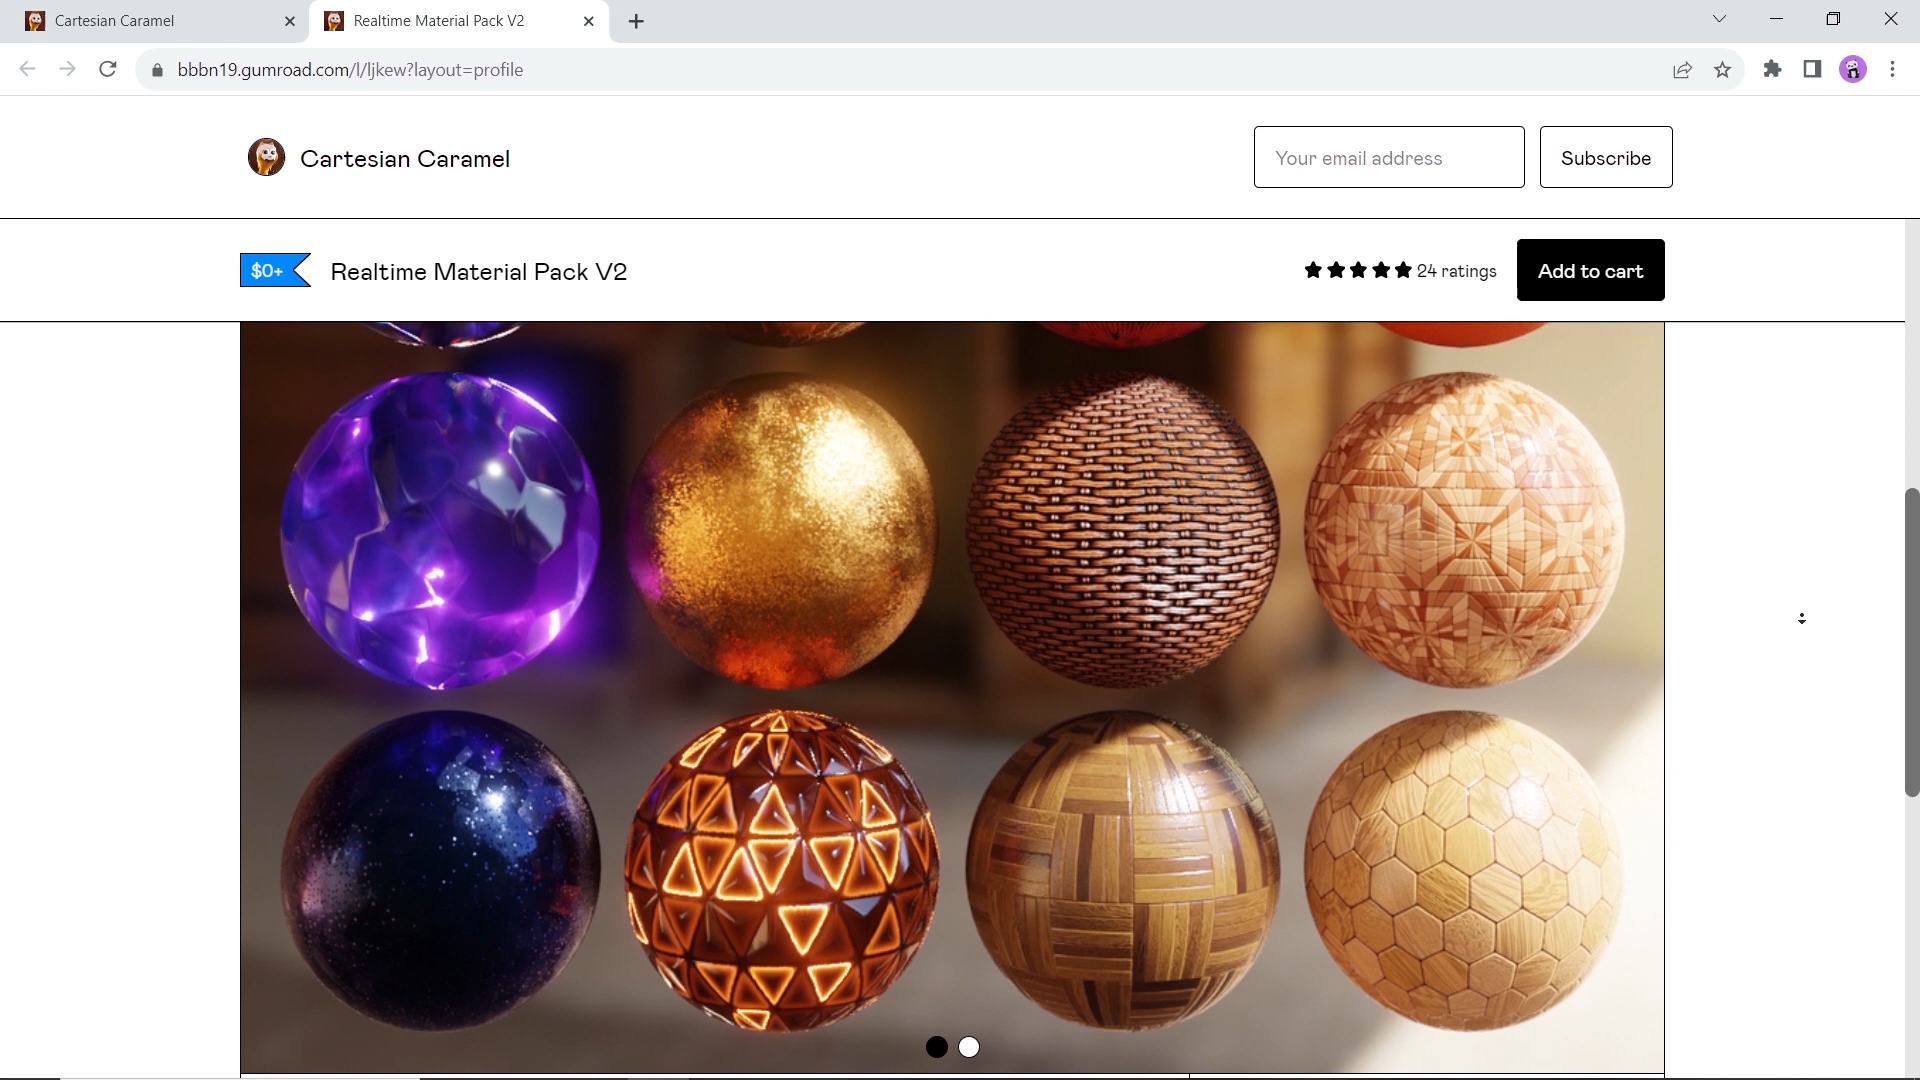 Cartesian Caramel
Realtime Material Pack V2
bbbn19.gumroad.com/l/ljkew?layout=profile
Cartesian Caramel
Your email address
Subscribe
$0+
Realtime Material Pack V2
24 ratings
Add to cart